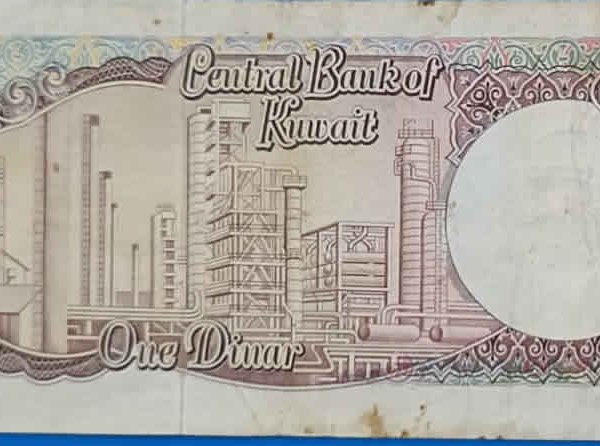 Central Bank of
Kuwait
One Dinar